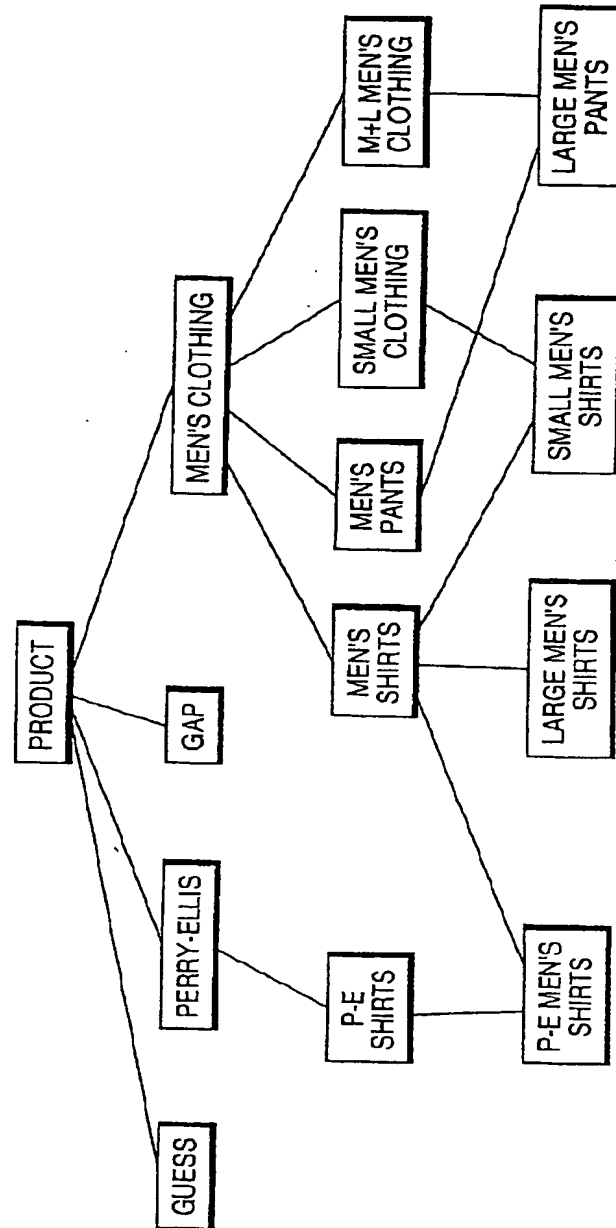 PRODUCT
GUESS
PERRY-ELLIS
GAP
MEN'S CLOTHING
P-E
SHIRTS
MEN'S
SHIRTS
MEN'S
PANTS
SMALL MEN'S
CLOTHING
M+L MEN'S
CLOTHING
P-E MEN'S
SHIRTS
LARGE MEN'S
SHIRTS
SMALL MEN'S
SHIRTS
LARGE MEN'S
PANTS